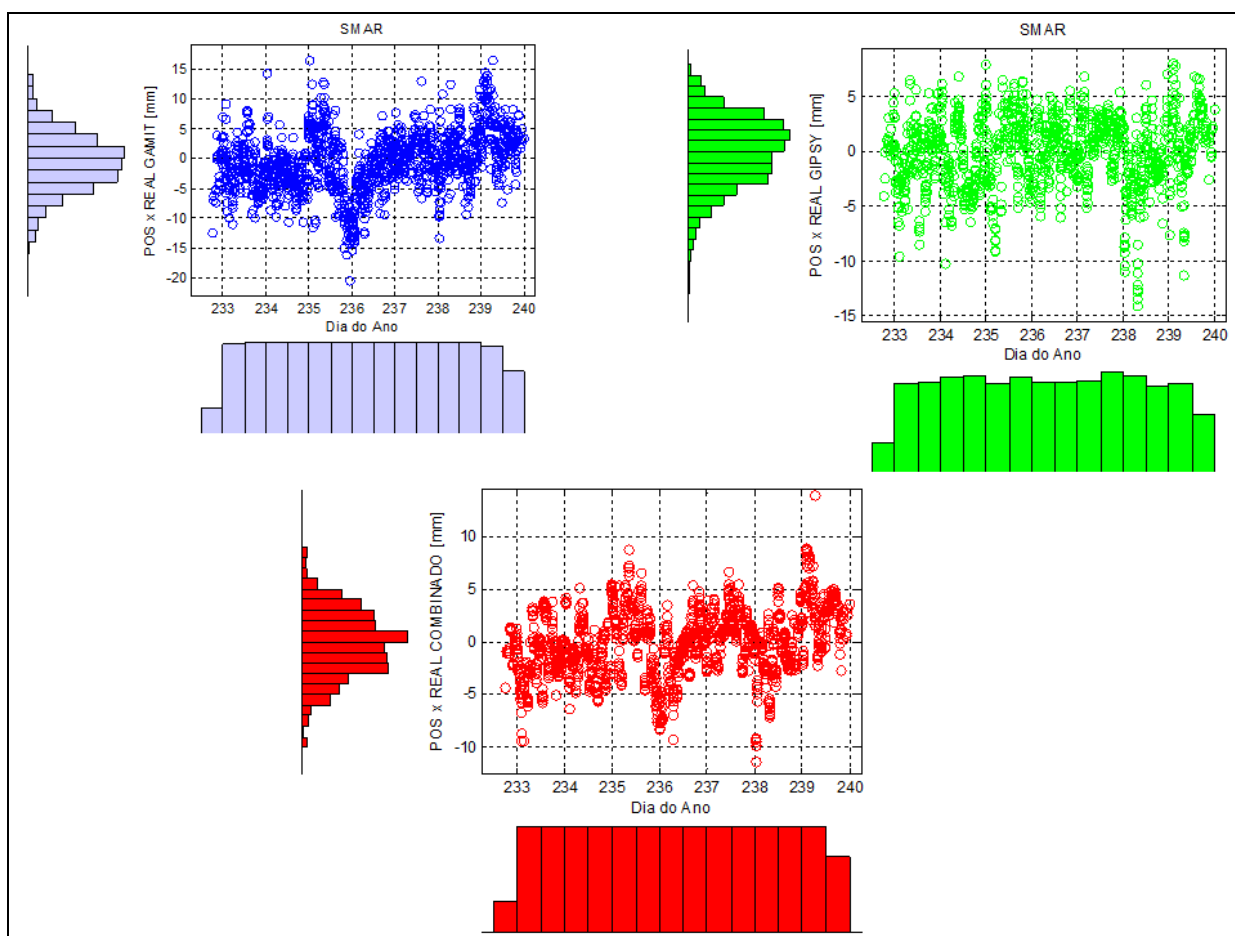 SMAR
POS x REAL GAMIT [mm]
15
10
5
0
-5
-10
-15
-20
233 234 235 236 237 238 239 240
Dia do Ano
SMAR
POS x REAL GIPSY [mm]
5
0
-5
-10
-15
233 234 235 236 237 238 239 240
Dia do Ano
POS x REAL COMBINADO [mm]
10
5
0
-5
-10
233 234 235 236 237 238 239 240
Dia do Ano